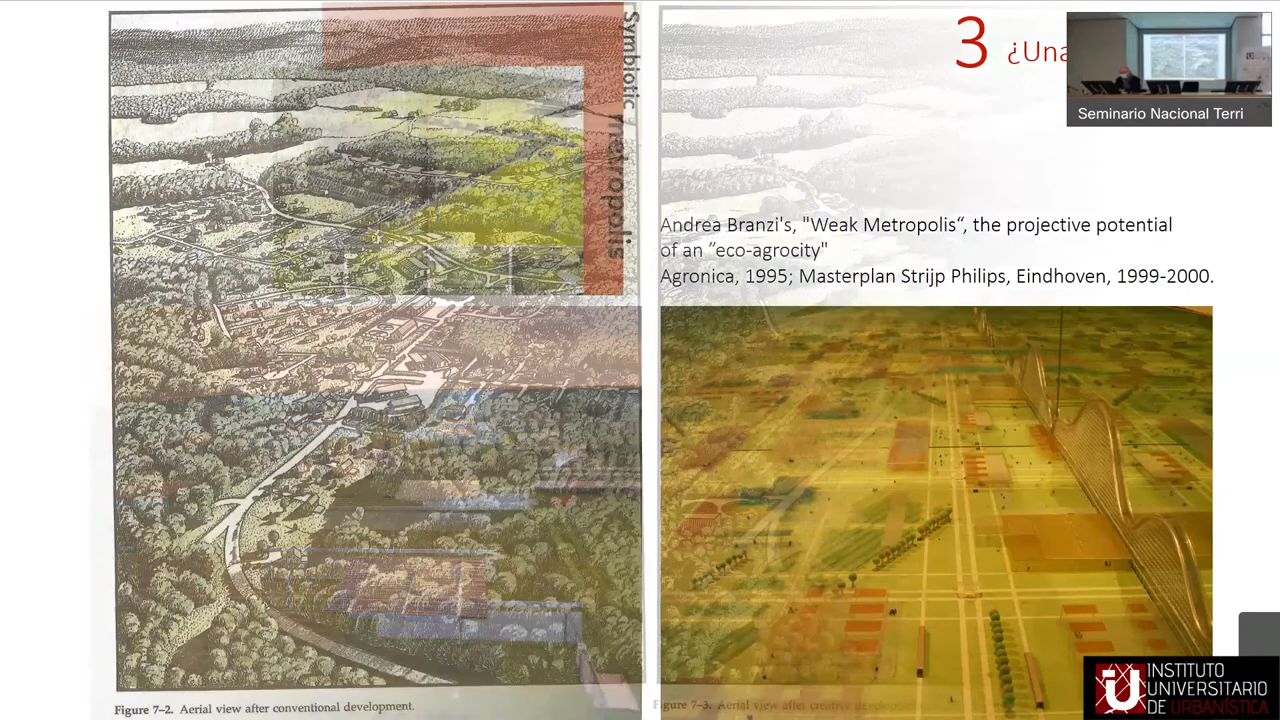 Symbiotic metropolis
3 ¿Una
Seminario Nacional Terri
Andrea Branzi's, "Weak Metropolis“, the projective potential
of an ”eco-agrocity"
Agronica, 1995; Masterplan Strijp Philips, Eindhoven, 1999-2000.
Figure 7–2. Aerial view after conventional development.
Figure 7–3. Aerial view after creative
INSTITUTO
UNIVERSITARIO
DE URBANÍSTICA